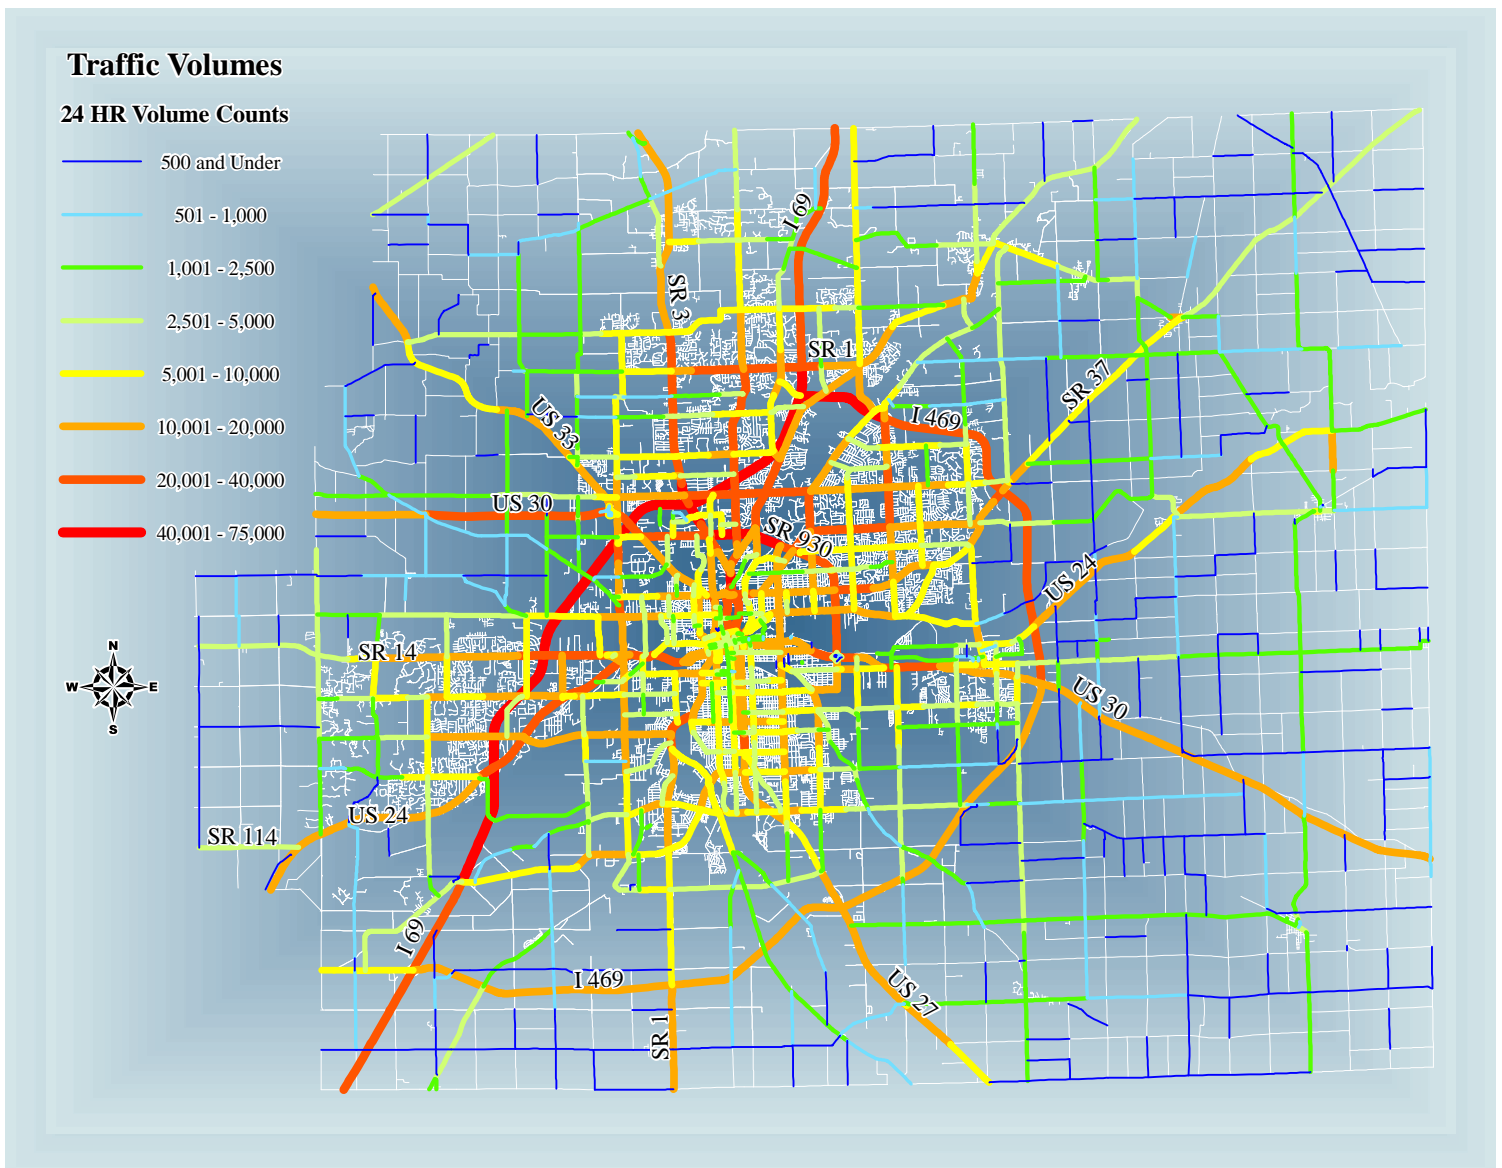 Traffic Volumes
24 HR Volume Counts
500 and Under
501 - 1,000
1,001 - 2,500
2,501 - 5,000
5,001 - 10,000
10,001 - 20,000
20,001 - 40,000
40,001 - 75,000
I 69
SR 3
SR 1
SR 37
US 33
I 469
US 30
SR 930
US 24
N
W
E
S
SR 14
US 30
US 24
SR 114
I 69
I 469
US 27
SR 1